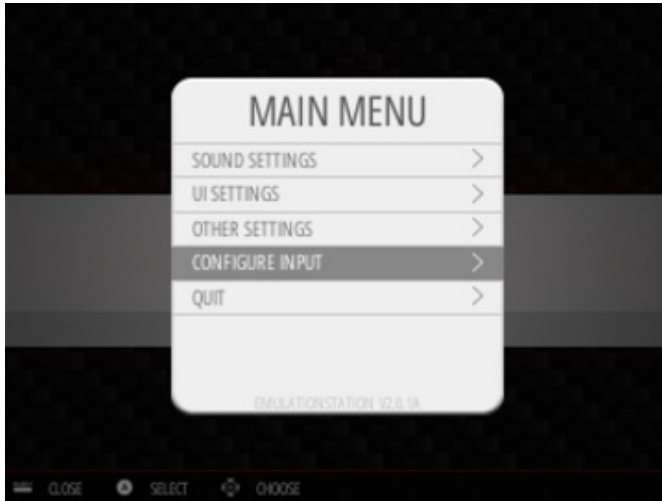 MAIN MENU
SOUND SETTINGS
UI SETTINGS
OTHER SETTINGS
CONFIGURE INPUT
QUIT
EMULATIONSTATION V2.0.1A
CLOSE SELECT CHOOSE